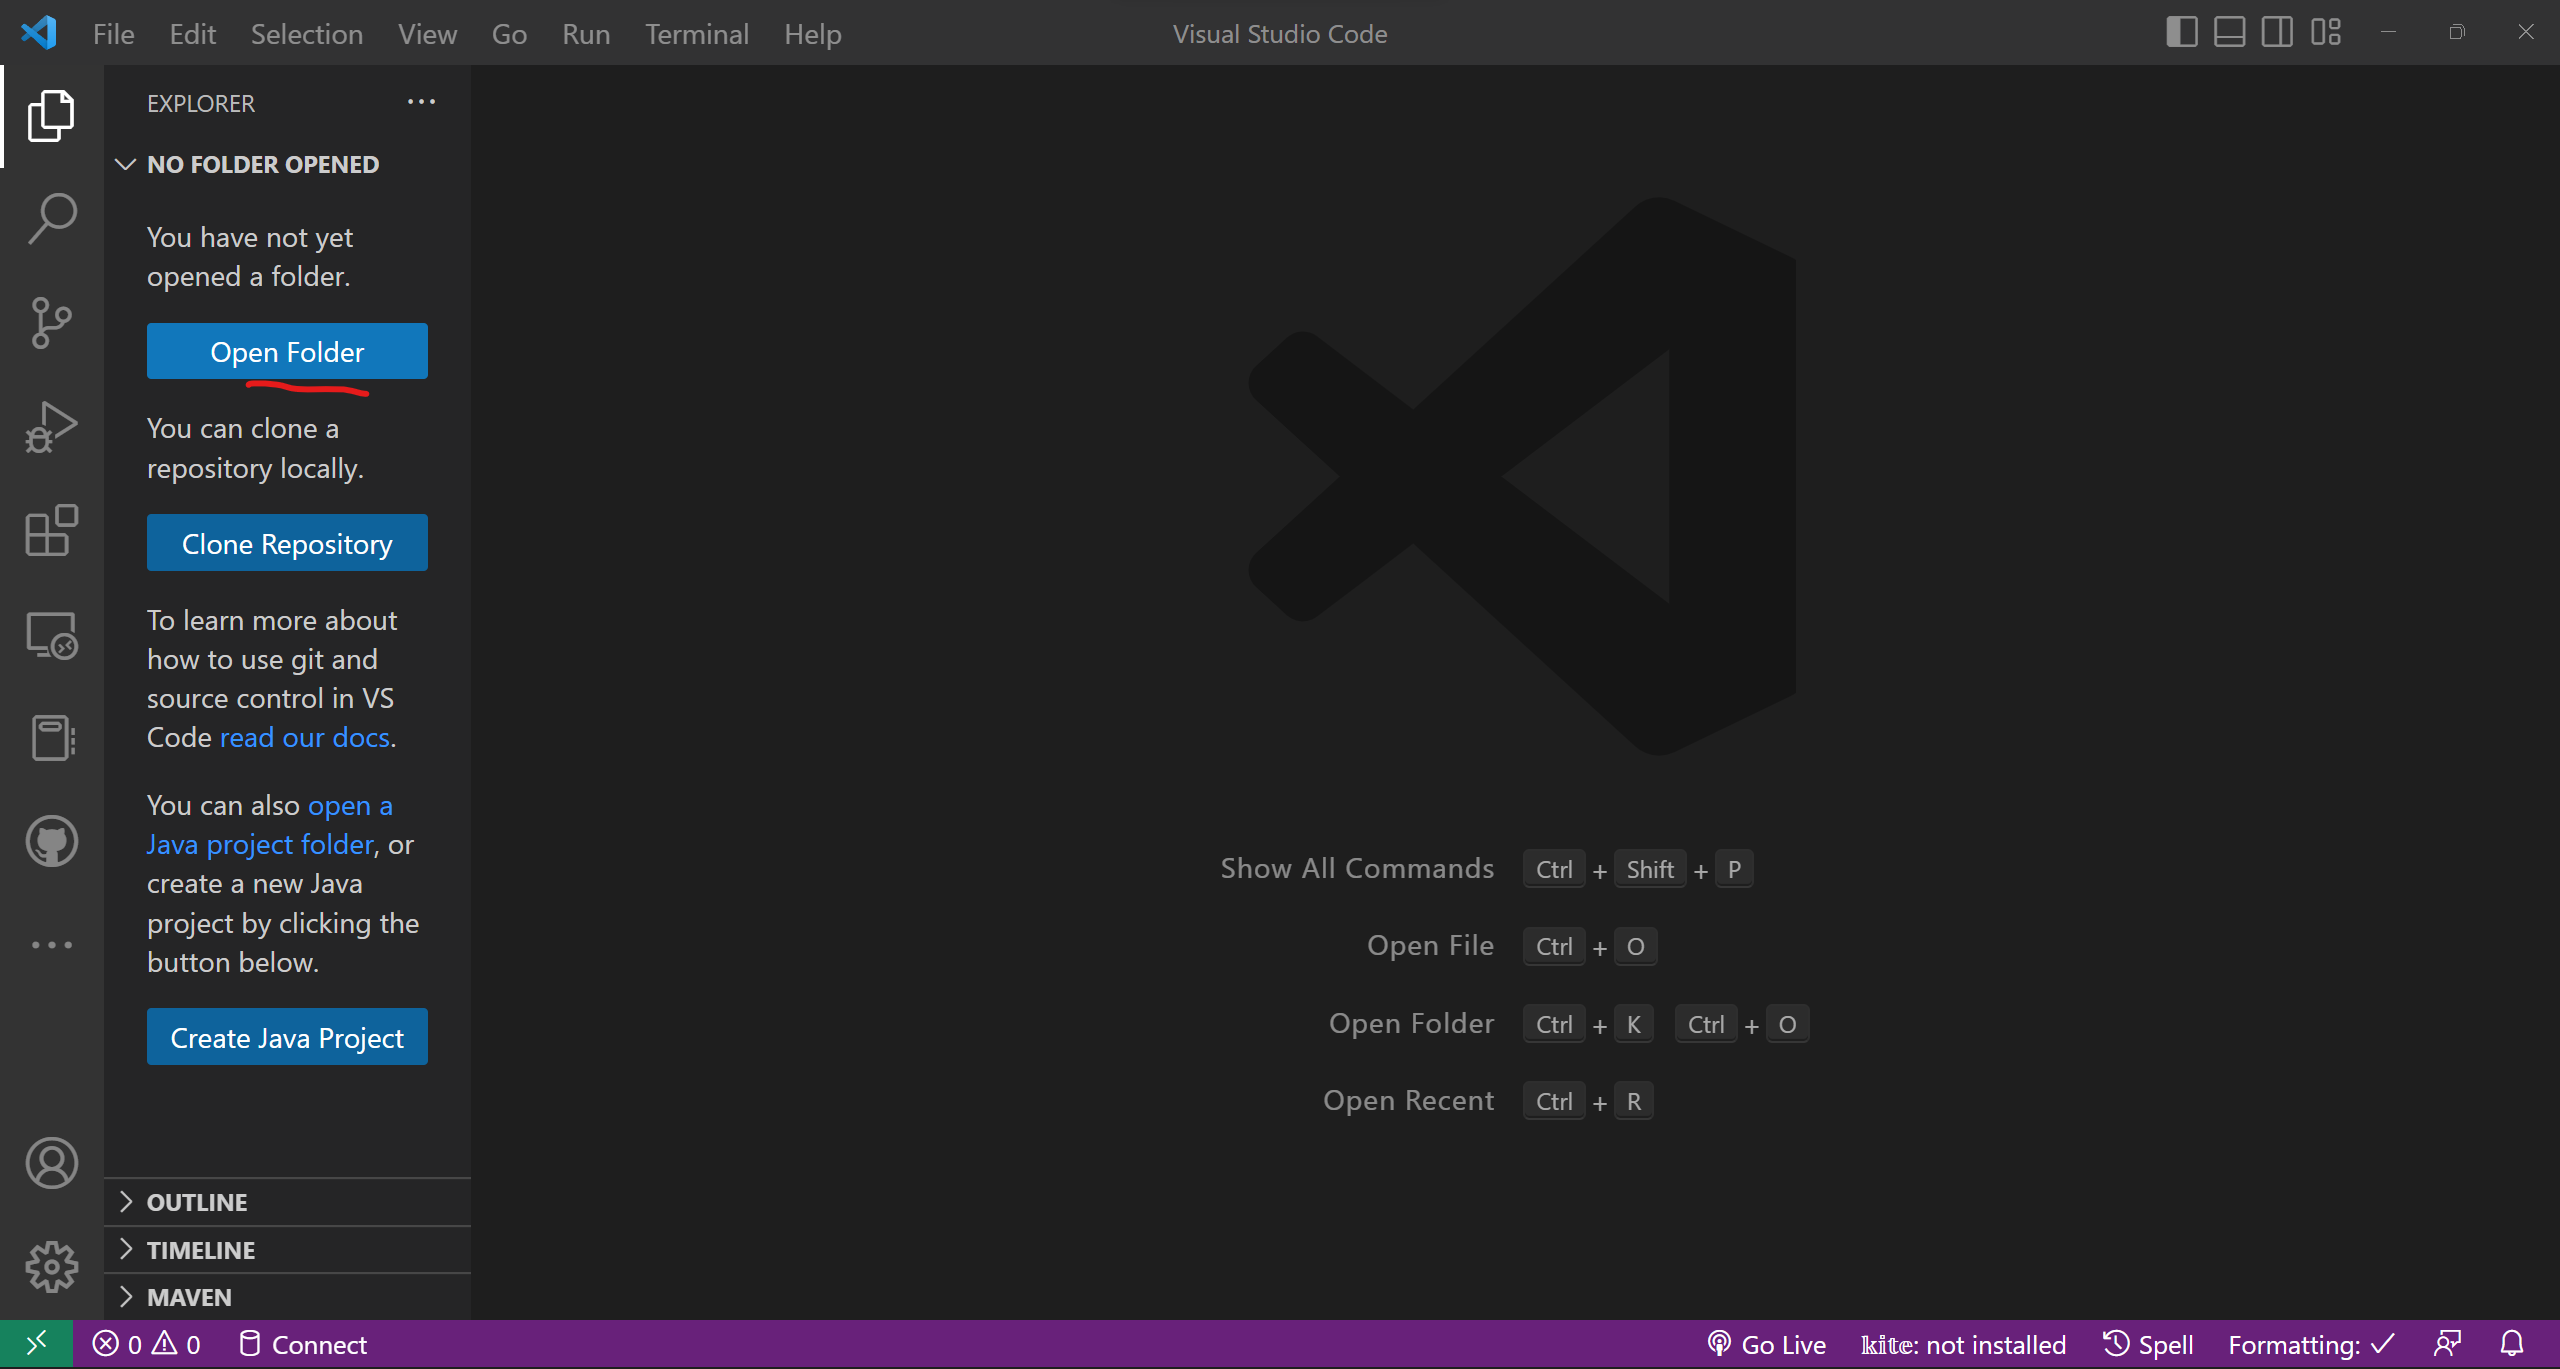 File Edit Selection View Go Run Terminal Help
Visual Studio Code
EXPLORER
NO FOLDER OPENED
You have not yet
opened a folder.
Open Folder
You can clone a
repository locally.
Clone Repository
To learn more about
how to use git and
source control in VS
Code read our docs.
You can also open a
Java project folder, or
create a new Java
project by clicking the
button below.
Create Java Project
OUTLINE
TIMELINE
MAVEN
Show All Commands Ctrl + Shift + P
Open File Ctrl + O
Open Folder Ctrl + K Ctrl + O
Open Recent Ctrl + R
0 0 Connect
Go Live kite: not installed Spell Formatting: ✓